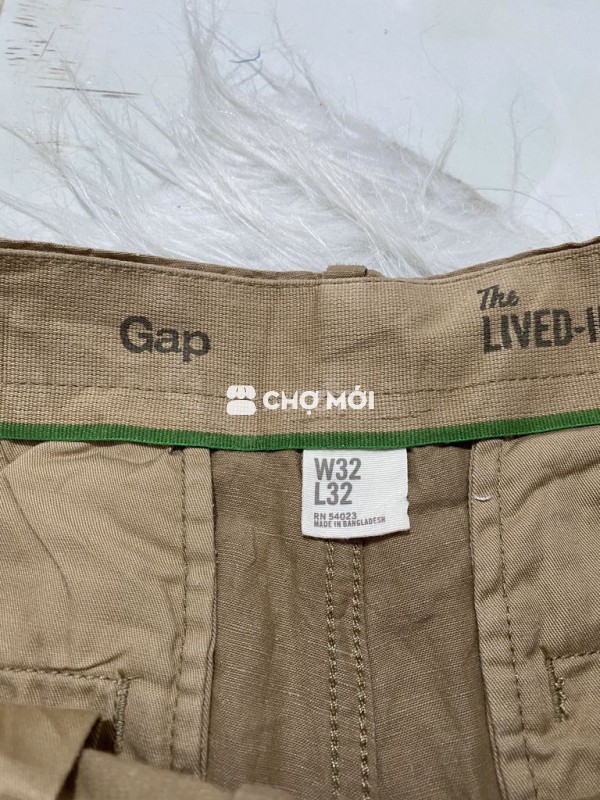 Gap
The
LIVED-I
CHỢ MỚI
W32
L32
RN 54023
MADE IN BANGLADESH